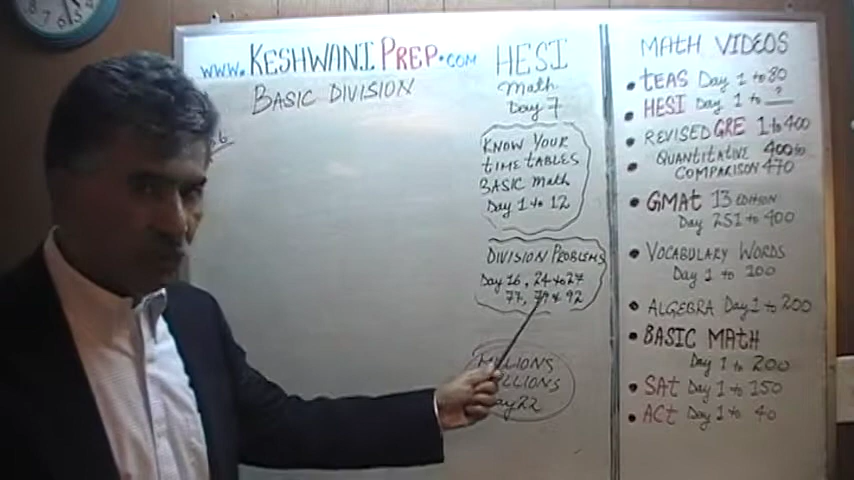 www.KESHWANIPREP.COM
BASIC DIVISION
HESI
Math
Day 7
KNOW YOUR
TIME TABLES
BASIC Math
Day 1 to 12
DIVISION PROBLEMS
Day 16, 24 to 27
77, 79 & 92
MILLIONS
Day 22
MATH VIDEOS
• TEAS Day 1 to 80
• HESI Day 1 to ?
• REVISED GRE 1 to 400
• QUANTITATIVE 400 to
COMPARISON 470
• GMAT 13 EDITION
Day 251 to 400
• VOCABULARY WORDS
Day 1 to 100
• ALGEBRA Day 1 to 200
• BASIC MATH
Day 1 to 200
• SAT Day 1 to 150
• ACT Day 1 to 40
8
7
6
5